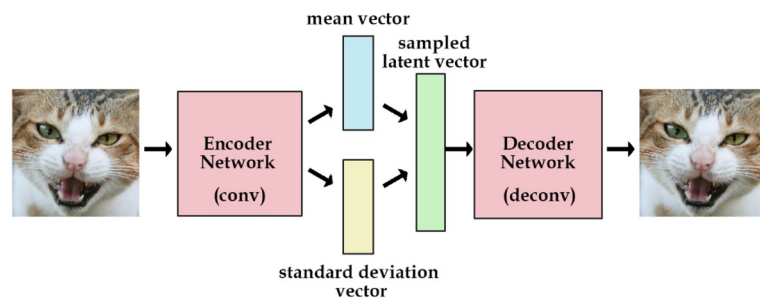 mean vector
sampled
latent vector
Encoder
Network
(conv)
Decoder
Network
(deconv)
standard deviation
vector